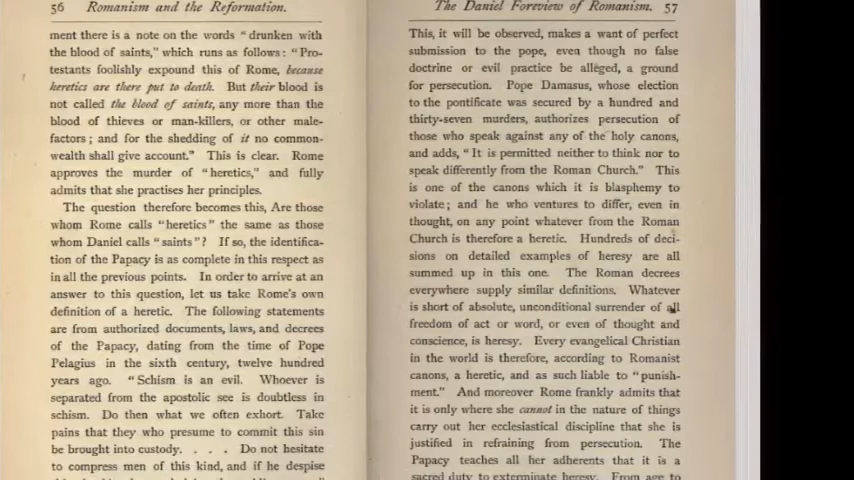 56 Romanism and the Reformation.
ment there is a note on the words “drunken with
the blood of saints,” which runs as follows: “Pro-
testants foolishly expound this of Rome, because
heretics are there put to death. But their blood is
not called the blood of saints, any more than the
blood of thieves or man-killers, or other male-
factors; and for the shedding of it no common-
wealth shall give account.” This is clear. Rome
approves the murder of “heretics,” and fully
admits that she practises her principles.
The question therefore becomes this, Are those
whom Rome calls “heretics” the same as those
whom Daniel calls “saints”? If so, the identifica-
tion of the Papacy is as complete in this respect as
in all the previous points. In order to arrive at an
answer to this question, let us take Rome's own
definition of a heretic. The following statements
are from authorized documents, laws, and decrees
of the Papacy, dating from the time of Pope
Pelagius in the sixth century, twelve hundred
years ago. “Schism is an evil. Whoever is
separated from the apostolic see is doubtless in
schism. Do then what we often exhort. Take
pains that they who presume to commit this sin
be brought into custody. . . . Do not hesitate
to compress men of this kind, and if he despise
The Daniel Foreview of Romanism. 57
This, it will be observed, makes a want of perfect
submission to the pope, even though no false
doctrine or evil practice be alleged, a ground
for persecution. Pope Damasus, whose election
to the pontificate was secured by a hundred and
thirty-seven murders, authorizes persecution of
those who speak against any of the holy canons,
and adds, “It is permitted neither to think nor to
speak differently from the Roman Church.” This
is one of the canons which it is blasphemy to
violate; and he who ventures to differ, even in
thought, on any point whatever from the Roman
Church is therefore a heretic. Hundreds of deci-
sions on detailed examples of heresy are all
summed up in this one. The Roman decrees
everywhere supply similar definitions. Whatever
is short of absolute, unconditional surrender of all
freedom of act or word, or even of thought and
conscience, is heresy. Every evangelical Christian
in the world is therefore, according to Romanist
canons, a heretic, and as such liable to “punish-
ment.” And moreover Rome frankly admits that
it is only where she cannot in the nature of things
carry out her ecclesiastical discipline that she is
justified in refraining from persecution. The
Papacy teaches all her adherents that it is a
sacred duty to exterminate heresy. From age to